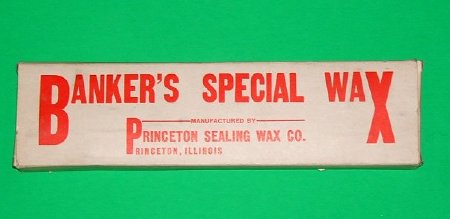 BANKER'S SPECIAL WAX
MANUFACTURED BY
PRINCETON SEALING WAX CO.
PRINCETON, ILLINOIS